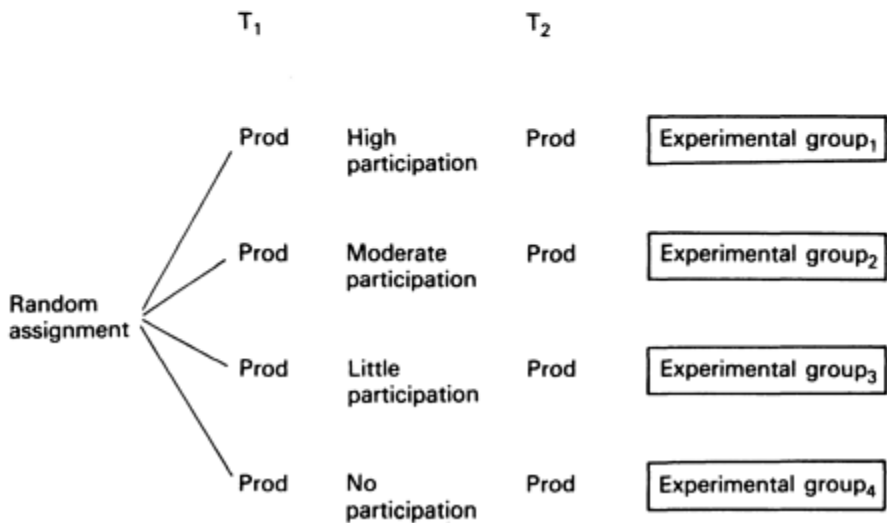 T₁ T₂
Prod High participation Prod Experimental group₁
Prod Moderate participation Prod Experimental group₂
Random assignment
Prod Little participation Prod Experimental group₃
Prod No participation Prod Experimental group₄